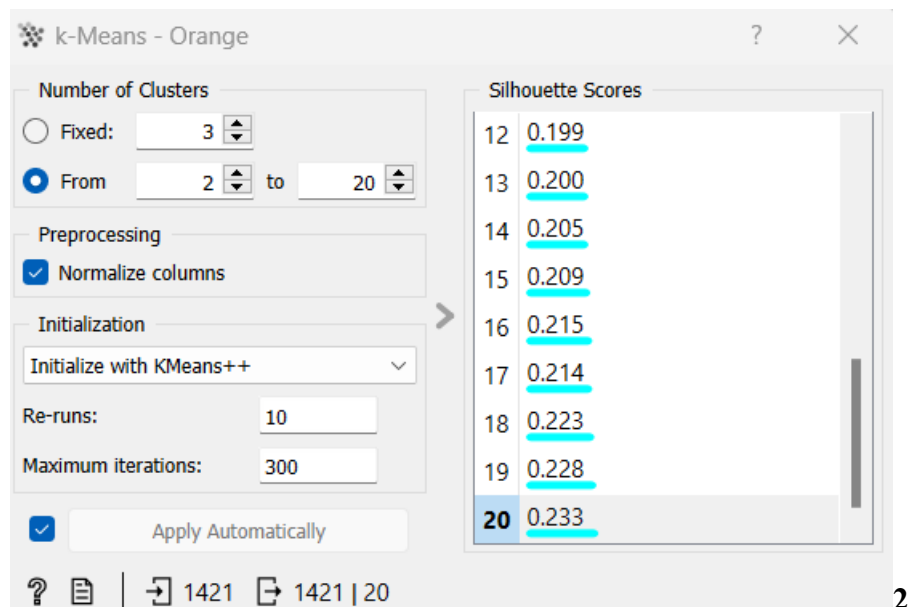 k-Means - Orange ? ×
Number of Clusters
Fixed: 3
From 2 to 20
Preprocessing
Normalize columns
Initialization
Initialize with KMeans++
Re-runs: 10
Maximum iterations: 300
Apply Automatically
Silhouette Scores
12 0.199
13 0.200
14 0.205
15 0.209
16 0.215
17 0.214
18 0.223
19 0.228
20 0.233
? 1421 1421 | 20
2